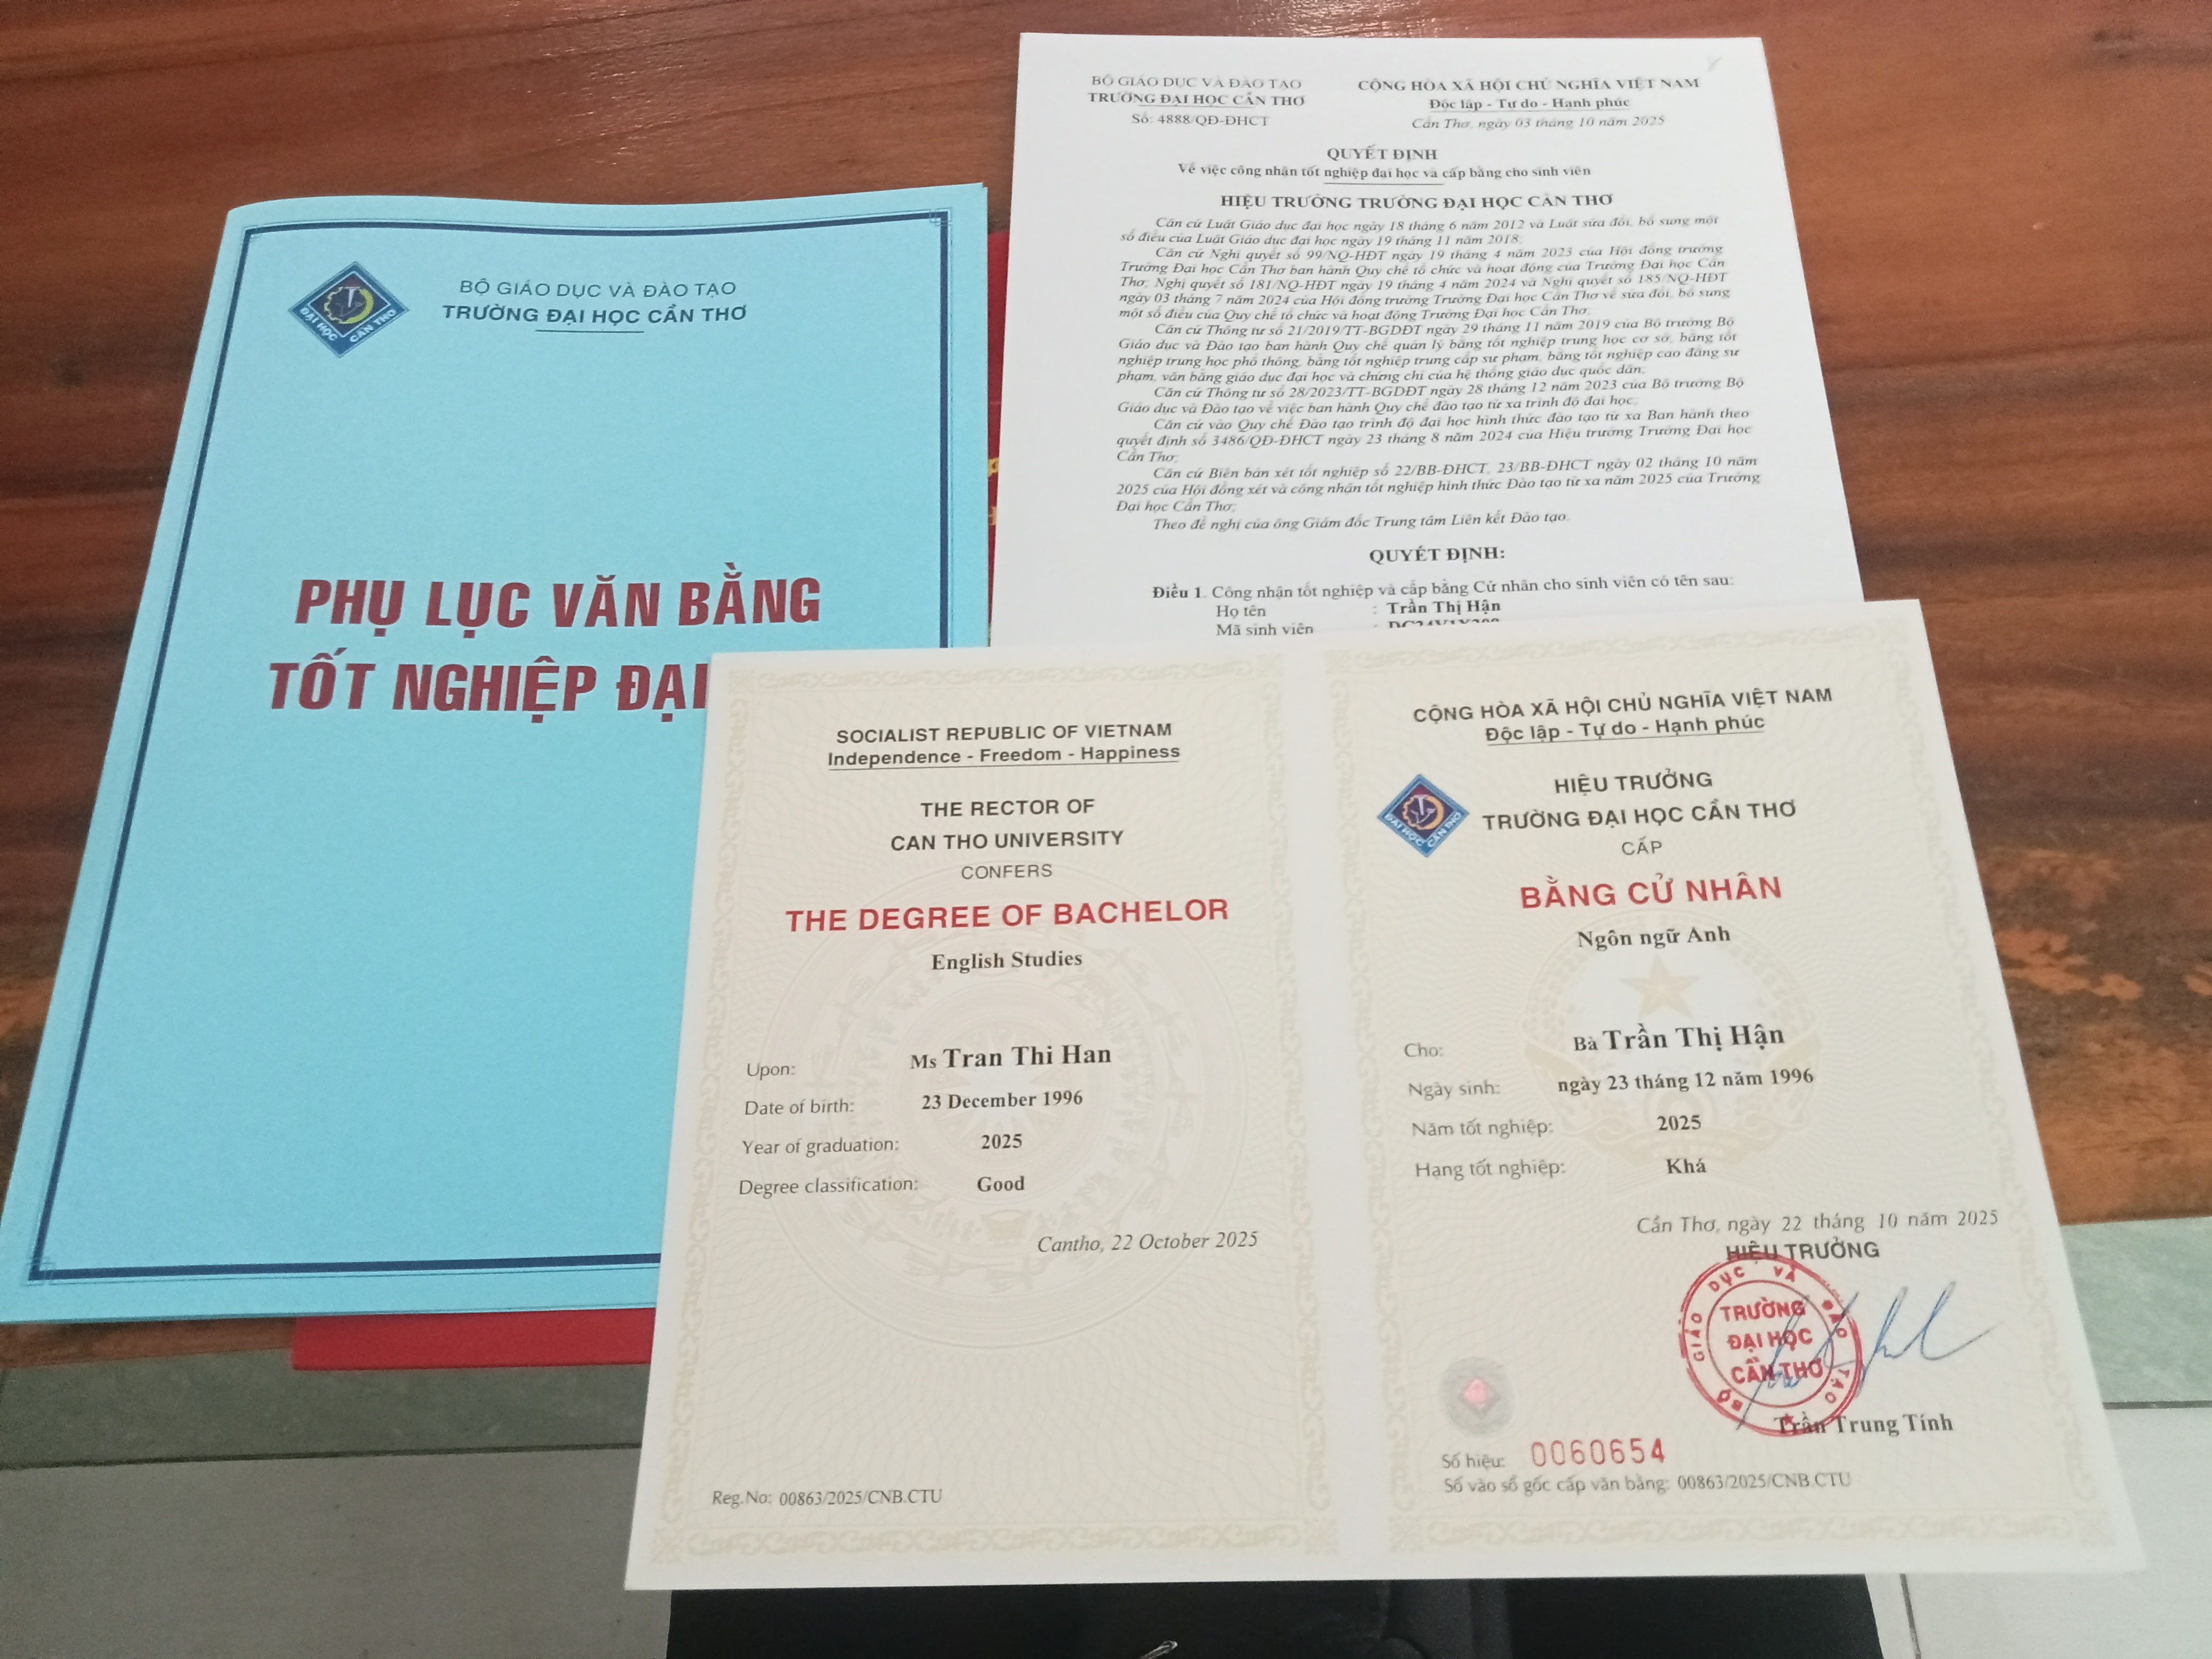 BỘ GIÁO DỤC VÀ ĐÀO TẠO
TRƯỜNG ĐẠI HỌC CẦN THƠ
ĐẠI HỌC CẦN THƠ
PHỤ LỤC VĂN BẰNG
TỐT NGHIỆP ĐẠI
BỘ GIÁO DỤC VÀ ĐÀO TẠO
TRƯỜNG ĐẠI HỌC CẦN THƠ
Số: 4888/QĐ-ĐHCT
CỘNG HÒA XÃ HỘI CHỦ NGHĨA VIỆT NAM
Độc lập - Tự do - Hạnh phúc
Cần Thơ, ngày 03 tháng 10 năm 2025
QUYẾT ĐỊNH
Về việc công nhận tốt nghiệp đại học và cấp bằng cho sinh viên
HIỆU TRƯỞNG TRƯỜNG ĐẠI HỌC CẦN THƠ
Căn cứ Luật Giáo dục đại học ngày 18 tháng 6 năm 2012 và Luật sửa đổi, bổ sung một
số điều của Luật Giáo dục đại học ngày 19 tháng 11 năm 2018;
Căn cứ Nghị quyết số 99/NQ-HĐT ngày 19 tháng 4 năm 2023 của Hội đồng trường
Trường Đại học Cần Thơ ban hành Quy chế tổ chức và hoạt động của Trường Đại học Cần
Thơ; Nghị quyết số 181/NQ-HĐT ngày 19 tháng 4 năm 2024 và Nghị quyết số 185/NQ-HĐT
ngày 03 tháng 7 năm 2024 của Hội đồng trường Trường Đại học Cần Thơ về sửa đổi, bổ sung
một số điều của Quy chế tổ chức và hoạt động Trường Đại học Cần Thơ;
Căn cứ Thông tư số 21/2019/TT-BGDĐT ngày 29 tháng 11 năm 2019 của Bộ trưởng Bộ
Giáo dục và Đào tạo ban hành Quy chế quản lý bằng tốt nghiệp trung học cơ sở, bằng tốt
nghiệp trung học phổ thông, bằng tốt nghiệp trung cấp sư phạm, bằng tốt nghiệp cao đẳng sư
phạm, văn bằng giáo dục đại học và chứng chỉ của hệ thống giáo dục quốc dân;
Căn cứ Thông tư số 28/2023/TT-BGDĐT ngày 28 tháng 12 năm 2023 của Bộ trưởng Bộ
Giáo dục và Đào tạo về việc ban hành Quy chế đào tạo từ xa trình độ đại học;
Căn cứ vào Quy chế Đào tạo trình độ đại học hình thức đào tạo từ xa Ban hành theo
quyết định số 3486/QĐ-ĐHCT ngày 23 tháng 8 năm 2024 của Hiệu trưởng Trường Đại học
Cần Thơ;
Căn cứ Biên bản xét tốt nghiệp số 22/BB-ĐHCT, 23/BB-ĐHCT ngày 02 tháng 10 năm
2025 của Hội đồng xét và công nhận tốt nghiệp hình thức Đào tạo từ xa năm 2025 của Trường
Đại học Cần Thơ;
Theo đề nghị của ông Giám đốc Trung tâm Liên kết Đào tạo.
QUYẾT ĐỊNH:
Điều 1. Công nhận tốt nghiệp và cấp bằng Cử nhân cho sinh viên có tên sau:
Họ tên : Trần Thị Hận
Mã sinh viên :
SOCIALIST REPUBLIC OF VIETNAM
Independence - Freedom - Happiness
THE RECTOR OF
CAN THO UNIVERSITY
CONFERS
THE DEGREE OF BACHELOR
English Studies
Upon: Ms Tran Thi Han
Date of birth: 23 December 1996
Year of graduation: 2025
Degree classification: Good
Cantho, 22 October 2025
Reg.No: 00863/2025/CNB.CTU
CỘNG HÒA XÃ HỘI CHỦ NGHĨA VIỆT NAM
Độc lập - Tự do - Hạnh phúc
HIỆU TRƯỞNG
TRƯỜNG ĐẠI HỌC CẦN THƠ
ĐẠI HỌC CẦN THƠ
CẤP
BẰNG CỬ NHÂN
Ngôn ngữ Anh
Cho: Bà Trần Thị Hận
Ngày sinh: ngày 23 tháng 12 năm 1996
Năm tốt nghiệp: 2025
Hạng tốt nghiệp: Khá
Cần Thơ, ngày 22 tháng 10 năm 2025
HIỆU TRƯỞNG
BỘ GIÁO DỤC VÀ ĐÀO TẠO
TRƯỜNG
ĐẠI HỌC
CẦN THƠ
Trần Trung Tính
Số hiệu: 0060654
Số vào sổ gốc cấp văn bằng: 00863/2025/CNB.CTU